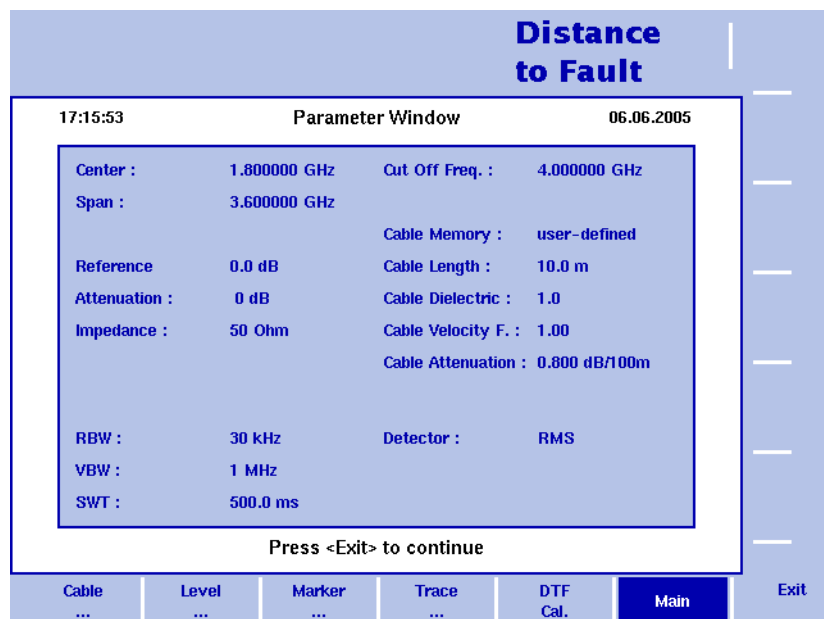 Distance
to Fault
17:15:53 Parameter Window 06.06.2005
Center : 1.800000 GHz Cut Off Freq. : 4.000000 GHz
Span : 3.600000 GHz
Cable Memory : user-defined
Reference 0.0 dB Cable Length : 10.0 m
Attenuation : 0 dB Cable Dielectric : 1.0
Impedance : 50 Ohm Cable Velocity F. : 1.00
Cable Attenuation : 0.800 dB/100m
RBW : 30 kHz Detector : RMS
VBW : 1 MHz
SWT : 500.0 ms
Press <Exit> to continue
Cable Level Marker Trace DTF Main Exit
... ... ... ... Cal.